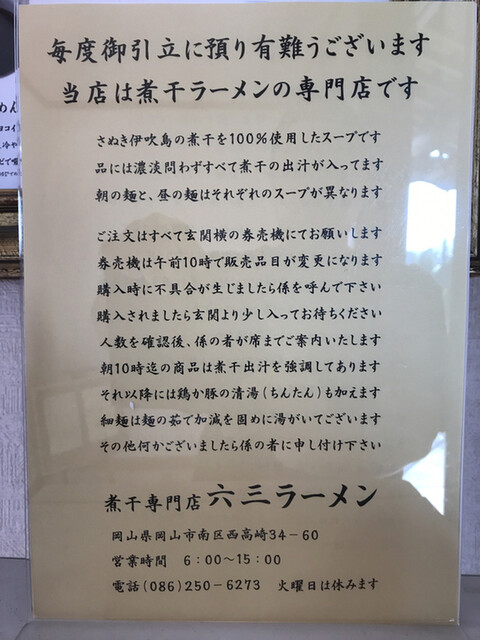 毎度御引立に預り有難うございます
当店は煮干ラーメンの専門店です
さぬき伊吹島の煮干を100%使用したスープです
品には濃淡問わずすべて煮干の出汁が入ってます
朝の麺と、昼の麺はそれぞれのスープが異なります
ご注文はすべて玄関横の券売機にてお願いします
券売機は午前10時で販売品目が変更になります
購入時に不具合が生じましたら係を呼んで下さい
購入されましたら玄関より少し入ってお待ちください
人数を確認後、係の者が席までご案内いたします
朝10時迄の商品は煮干出汁を強調してあります
それ以降には鶏か豚の清湯(ちんたん)も加えます
細麺は麺の茹で加減を固めに湯がいてございます
その他何かございましたら係の者に申し付け下さい
煮干専門店 六三ラーメン
岡山県岡山市南区西高崎34-60
営業時間 6:00〜15:00
電話(086)250-6273 火曜日は休みます